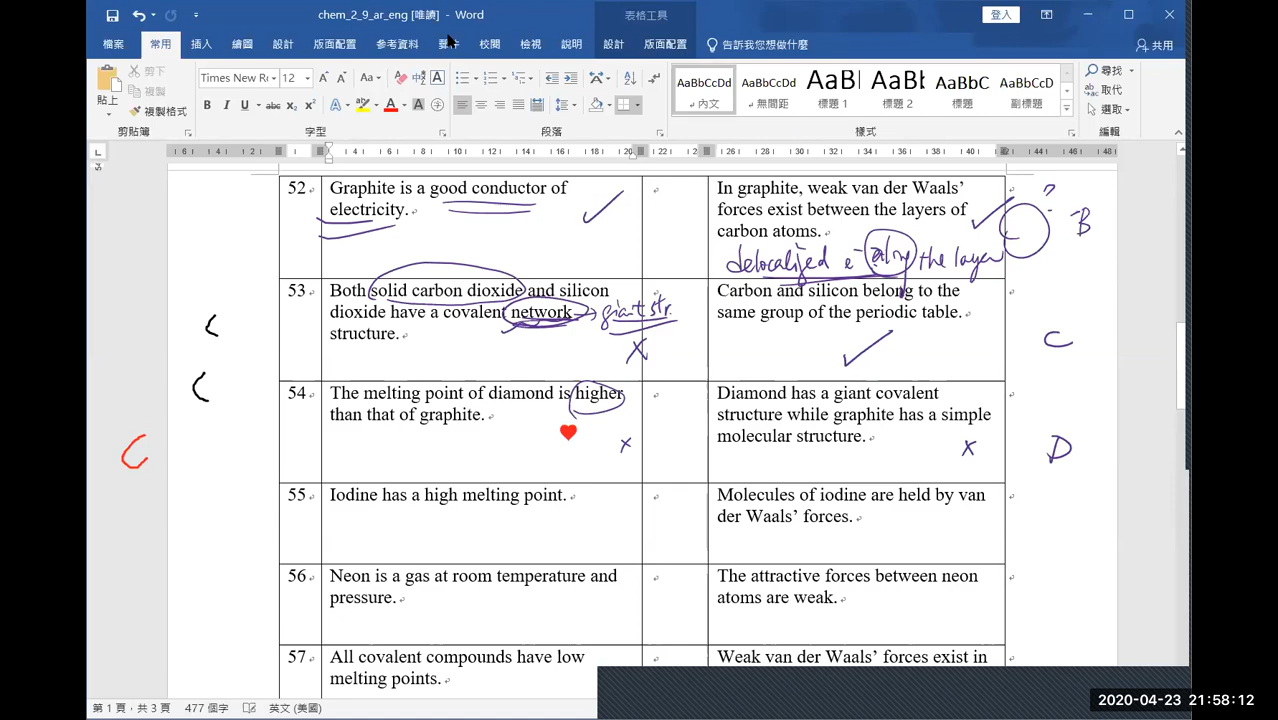 chem_2_9_ar_eng [唯讀] - Word
表格工具
登入
檔案 常用 插入 繪圖 設計 版面配置 參考資料 校閱 檢視 說明 設計 版面配置 告訴我您想做什麼 共用
貼上
剪下
複製
複製格式
剪貼簿
Times New Ro 12
字型
段落
AaBbCcDd 內文
AaBbCcDd 無間距
AaBl 標題 1
AaBb( 標題 2
AaBbC 標題
AaBbCcD 副標題
樣式
尋找
取代
選取
編輯
52 Graphite is a good conductor of electricity.
In graphite, weak van der Waals’
forces exist between the layers of
carbon atoms.
delocalized e⁻ along the layer
B
53 Both solid carbon dioxide and silicon
dioxide have a covalent network
structure.
giant str.
Carbon and silicon belong to the
same group of the periodic table.
C
54 The melting point of diamond is higher
than that of graphite.
Diamond has a giant covalent
structure while graphite has a simple
molecular structure.
D
55 Iodine has a high melting point.
Molecules of iodine are held by van
der Waals’ forces.
56 Neon is a gas at room temperature and
pressure.
The attractive forces between neon
atoms are weak.
57 All covalent compounds have low
melting points.
Weak van der Waals’ forces exist in
第 1 頁，共 3 頁 477 個字 英文 (美國)
2020-04-23 21:58:12